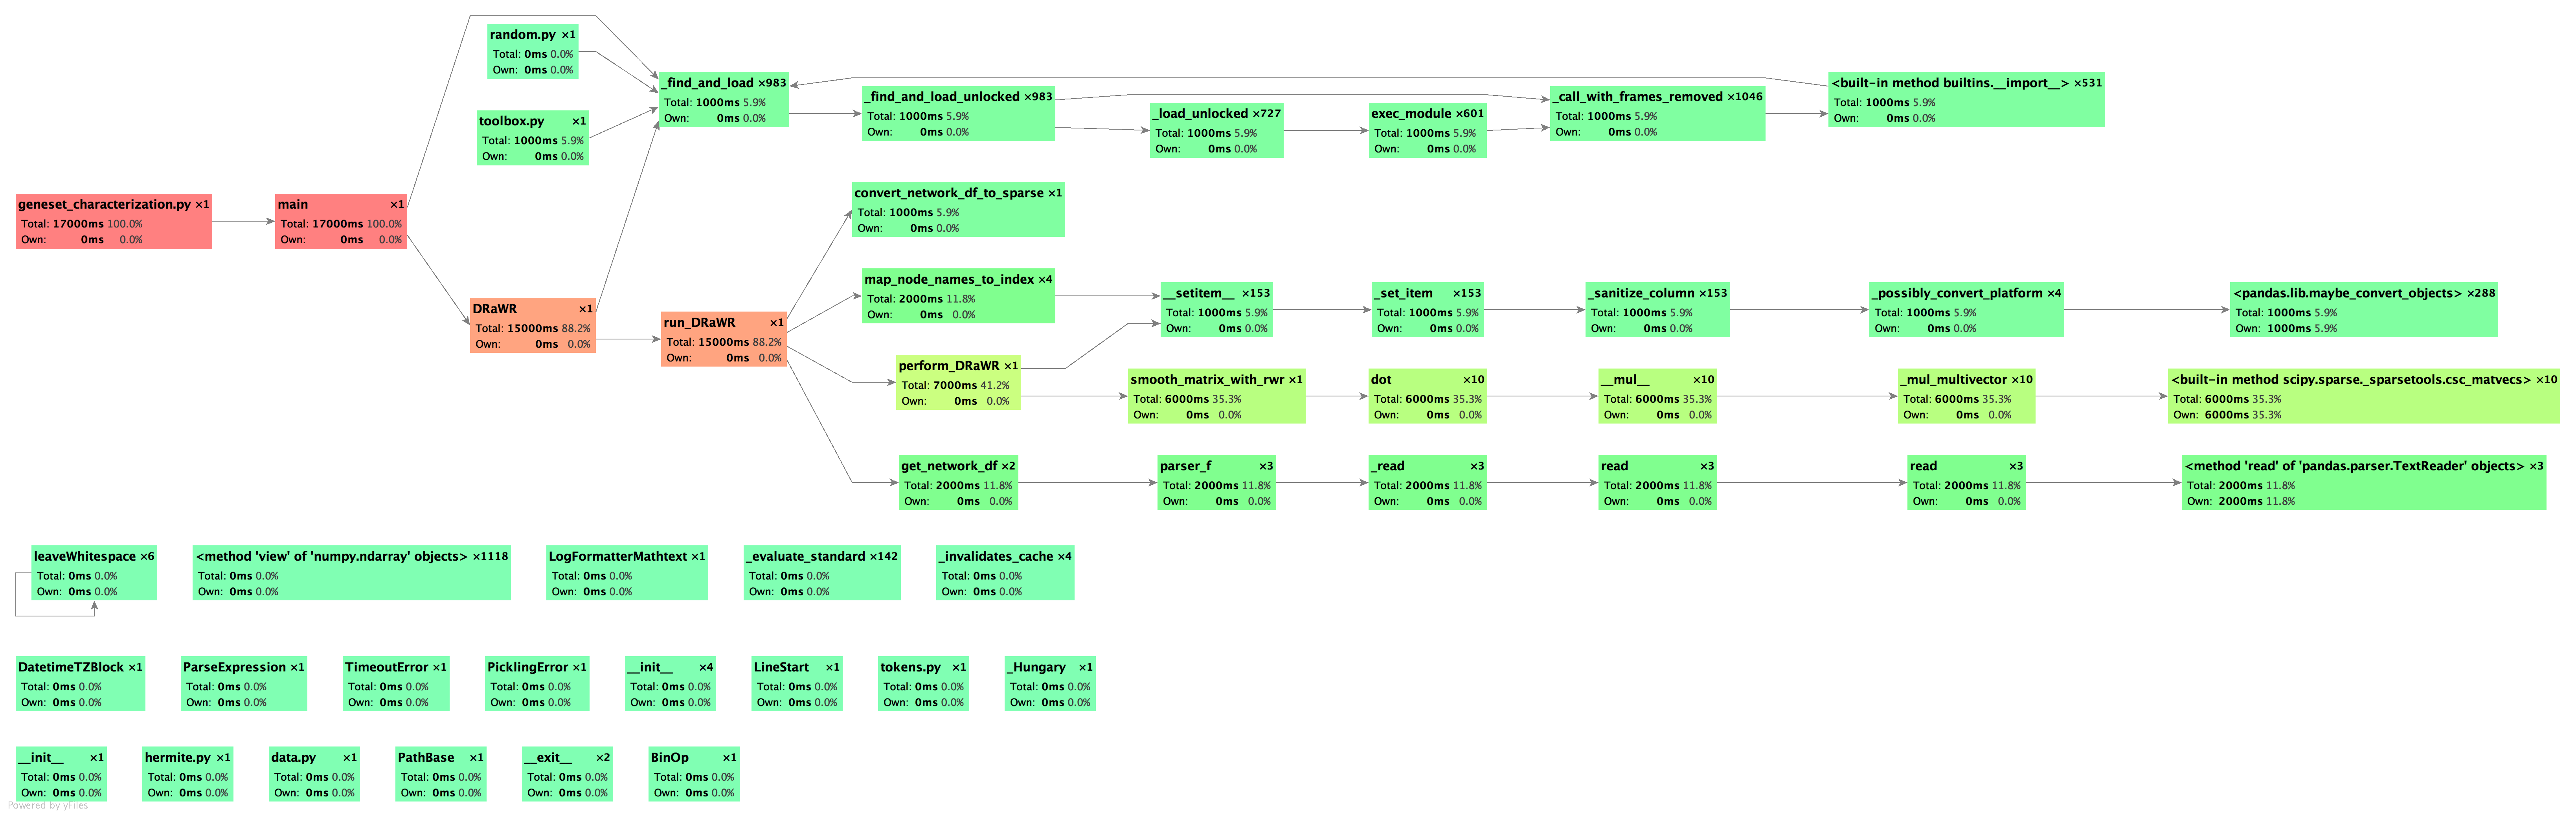 random.py ×1
Total: 0ms 0.0%
Own: 0ms 0.0%
_find_and_load ×983
Total: 1000ms 5.9%
Own: 0ms 0.0%
<built-in method builtins.__import__> ×531
Total: 1000ms 5.9%
Own: 0ms 0.0%
_find_and_load_unlocked ×983
Total: 1000ms 5.9%
Own: 0ms 0.0%
_call_with_frames_removed ×1046
Total: 1000ms 5.9%
Own: 0ms 0.0%
_load_unlocked ×727
Total: 1000ms 5.9%
Own: 0ms 0.0%
exec_module ×601
Total: 1000ms 5.9%
Own: 0ms 0.0%
toolbox.py ×1
Total: 1000ms 5.9%
Own: 0ms 0.0%
geneset_characterization.py ×1
Total: 17000ms 100.0%
Own: 0ms 0.0%
main ×1
Total: 17000ms 100.0%
Own: 0ms 0.0%
convert_network_df_to_sparse ×1
Total: 1000ms 5.9%
Own: 0ms 0.0%
DRaWR ×1
Total: 15000ms 88.2%
Own: 0ms 0.0%
run_DRaWR ×1
Total: 15000ms 88.2%
Own: 0ms 0.0%
map_node_names_to_index ×4
Total: 2000ms 11.8%
Own: 0ms 0.0%
__setitem__ ×153
Total: 1000ms 5.9%
Own: 0ms 0.0%
_set_item ×153
Total: 1000ms 5.9%
Own: 0ms 0.0%
_sanitize_column ×153
Total: 1000ms 5.9%
Own: 0ms 0.0%
_possibly_convert_platform ×4
Total: 1000ms 5.9%
Own: 0ms 0.0%
<pandas.lib.maybe_convert_objects> ×288
Total: 1000ms 5.9%
Own: 1000ms 5.9%
perform_DRaWR ×1
Total: 7000ms 41.2%
Own: 0ms 0.0%
smooth_matrix_with_rwr ×1
Total: 6000ms 35.3%
Own: 0ms 0.0%
dot ×10
Total: 6000ms 35.3%
Own: 0ms 0.0%
__mul__ ×10
Total: 6000ms 35.3%
Own: 0ms 0.0%
_mul_multivector ×10
Total: 6000ms 35.3%
Own: 0ms 0.0%
<built-in method scipy.sparse._sparsetools.csc_matvecs> ×10
Total: 6000ms 35.3%
Own: 6000ms 35.3%
get_network_df ×2
Total: 2000ms 11.8%
Own: 0ms 0.0%
parser_f ×3
Total: 2000ms 11.8%
Own: 0ms 0.0%
_read ×3
Total: 2000ms 11.8%
Own: 0ms 0.0%
read ×3
Total: 2000ms 11.8%
Own: 0ms 0.0%
read ×3
Total: 2000ms 11.8%
Own: 0ms 0.0%
<method 'read' of 'pandas.parser.TextReader' objects> ×3
Total: 2000ms 11.8%
Own: 2000ms 11.8%
leaveWhitespace ×6
Total: 0ms 0.0%
Own: 0ms 0.0%
<method 'view' of 'numpy.ndarray' objects> ×1118
Total: 0ms 0.0%
Own: 0ms 0.0%
LogFormatterMathtext ×1
Total: 0ms 0.0%
Own: 0ms 0.0%
_evaluate_standard ×142
Total: 0ms 0.0%
Own: 0ms 0.0%
_invalidates_cache ×4
Total: 0ms 0.0%
Own: 0ms 0.0%
DatetimeTZBlock ×1
Total: 0ms 0.0%
Own: 0ms 0.0%
ParseExpression ×1
Total: 0ms 0.0%
Own: 0ms 0.0%
TimeoutError ×1
Total: 0ms 0.0%
Own: 0ms 0.0%
PicklingError ×1
Total: 0ms 0.0%
Own: 0ms 0.0%
__init__ ×4
Total: 0ms 0.0%
Own: 0ms 0.0%
LineStart ×1
Total: 0ms 0.0%
Own: 0ms 0.0%
tokens.py ×1
Total: 0ms 0.0%
Own: 0ms 0.0%
_Hungary ×1
Total: 0ms 0.0%
Own: 0ms 0.0%
__init__ ×1
Total: 0ms 0.0%
Own: 0ms 0.0%
hermite.py ×1
Total: 0ms 0.0%
Own: 0ms 0.0%
data.py ×1
Total: 0ms 0.0%
Own: 0ms 0.0%
PathBase ×1
Total: 0ms 0.0%
Own: 0ms 0.0%
__exit__ ×2
Total: 0ms 0.0%
Own: 0ms 0.0%
BinOp ×1
Total: 0ms 0.0%
Own: 0ms 0.0%
Powered by yFiles